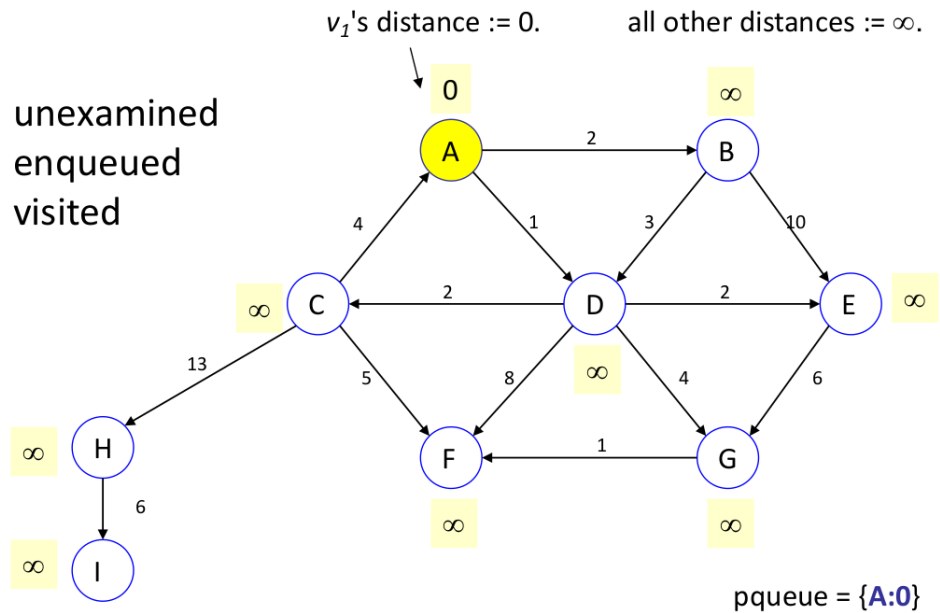 v₁'s distance := 0. all other distances := ∞.
0 ∞
unexamined
enqueued
visited
A 2 B
4 1 3 10
∞ C 2 D 2 E ∞
13 5 8 ∞ 4 6
∞ H F 1 G
6 ∞ ∞
∞ I
pqueue = {A:0}